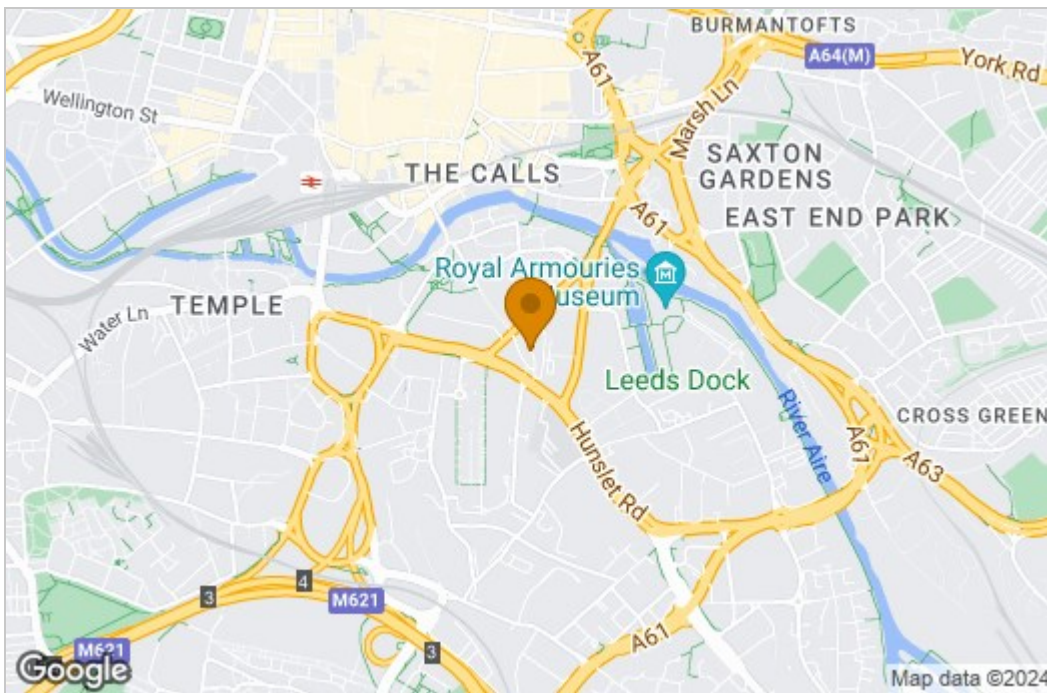 BURMANTOFTS
A64(M)
York Rd
A61
Wellington St
Marsh Ln
SAXTON
GARDENS
THE CALLS
A61
EAST END PARK
Royal Armouries
useum
TEMPLE
Water Ln
Leeds Dock
CROSS GREEN
River Aire
A61
A63
Hunslet Rd
3
4
M621
A61
M621
3
Google
Map data ©2024